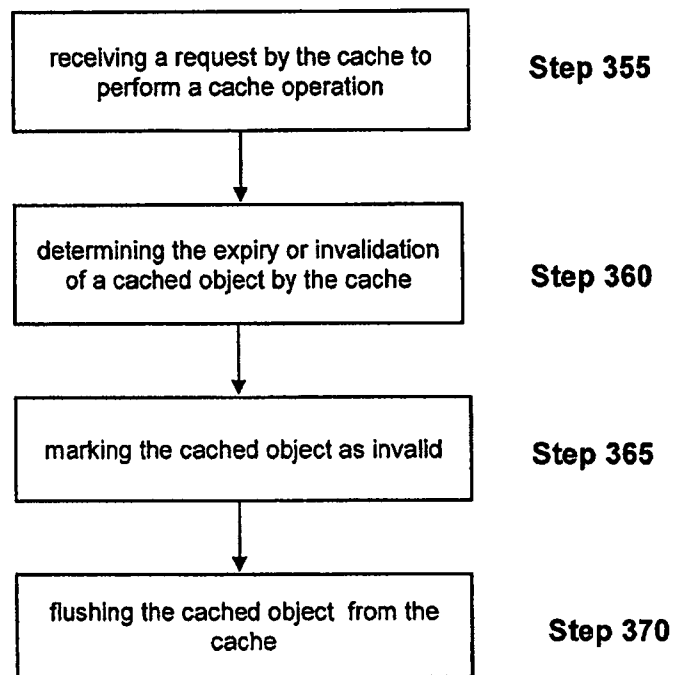 receiving a request by the cache to
perform a cache operation
Step 355
determining the expiry or invalidation
of a cached object by the cache
Step 360
marking the cached object as invalid
Step 365
flushing the cached object from the
cache
Step 370